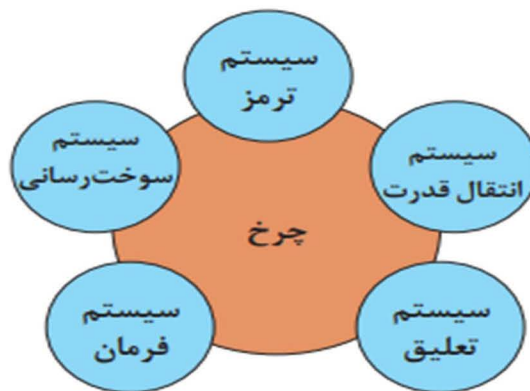 سیستم
ترمز
سیستم
انتقال قدرت
سیستم
سوخت‌رسانی
چرخ
سیستم
تعلیق
سیستم
فرمان